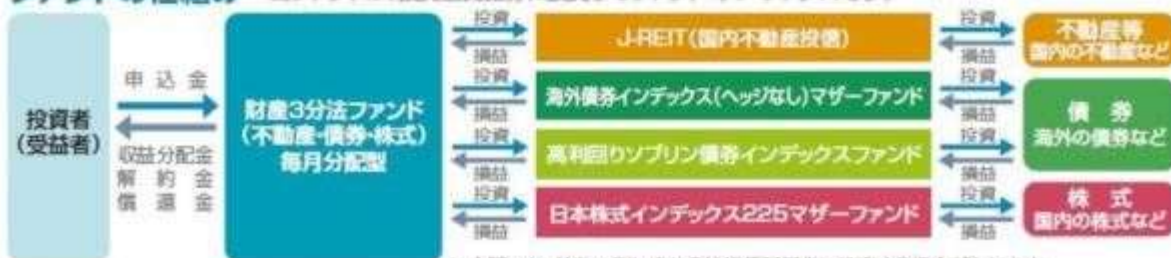 ファンドの仕組み
投資者
(受益者)
申込金
収益分配金
解約金
償還金
財産3分法ファンド
(不動産・債券・株式)
毎月分配型
投資
損益
J-REIT(国内不動産投信)
投資
損益
不動産等
国内の不動産など
投資
損益
海外債券インデックス(ヘッジなし)マザーファンド
投資
損益
債券
海外の債券など
投資
損益
高利回りソブリン債券インデックスファンド
投資
損益
投資
損益
日本株式インデックス225マザーファンド
投資
損益
株式
国内の株式など